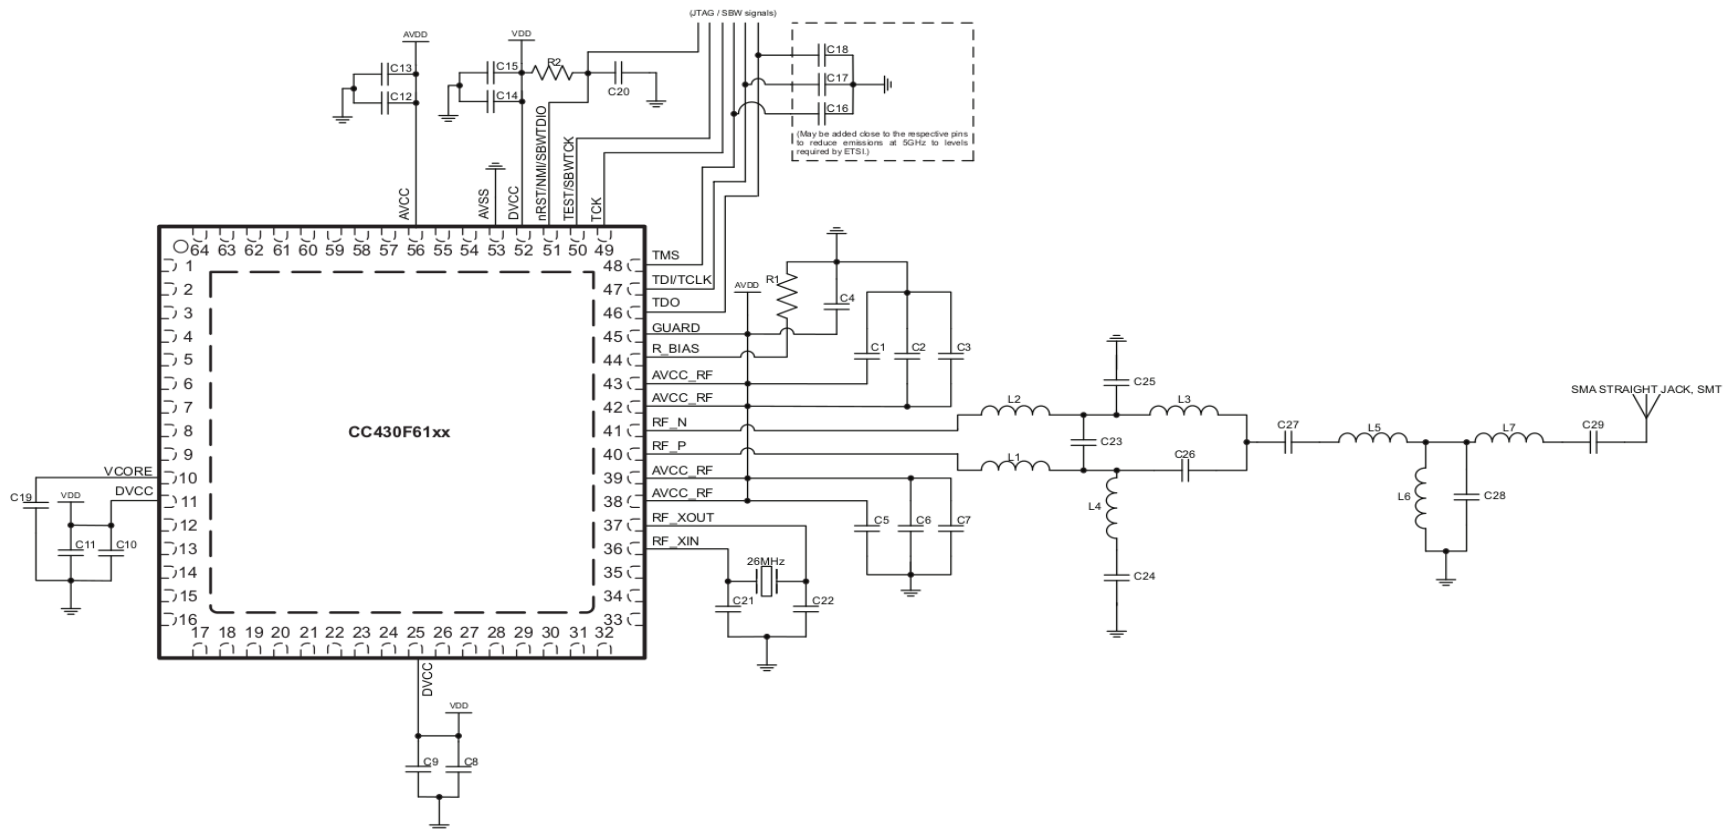 (JTAG / SBW signals)
AVDD
VDD
C13
C12
C15
C14
R2
C20
C18
C17
C16
(May be added close to the respective pins
to reduce emissions at 5GHz to levels
required by ETSI.)
AVCC
AVSS
DVCC
nRST/NMI/SBWTDIO
TEST/SBWTCK
TCK
64 63 62 61 60 59 58 57 56 55 54 53 52 51 50 49
1
2
3
4
5
6
7
8
9
10
11
12
13
14
15
16
CC430F61xx
48
47
46
45
44
43
42
41
40
39
38
37
36
35
34
33
17 18 19 20 21 22 23 24 25 26 27 28 29 30 31 32
TMS
TDI/TCLK
TDO
GUARD
R_BIAS
AVCC_RF
AVCC_RF
RF_N
RF_P
AVCC_RF
AVCC_RF
RF_XOUT
RF_XIN
AVDD
R1
C4
C1
C2
C3
C5
C6
C7
26MHz
C21
C22
L2
L1
C25
C23
L3
C26
L4
C24
C27
L5
L6
C28
L7
C29
SMA STRAIGHT JACK, SMT
VCORE
DVCC
C19
VDD
C11
C10
DVCC
VDD
C9
C8